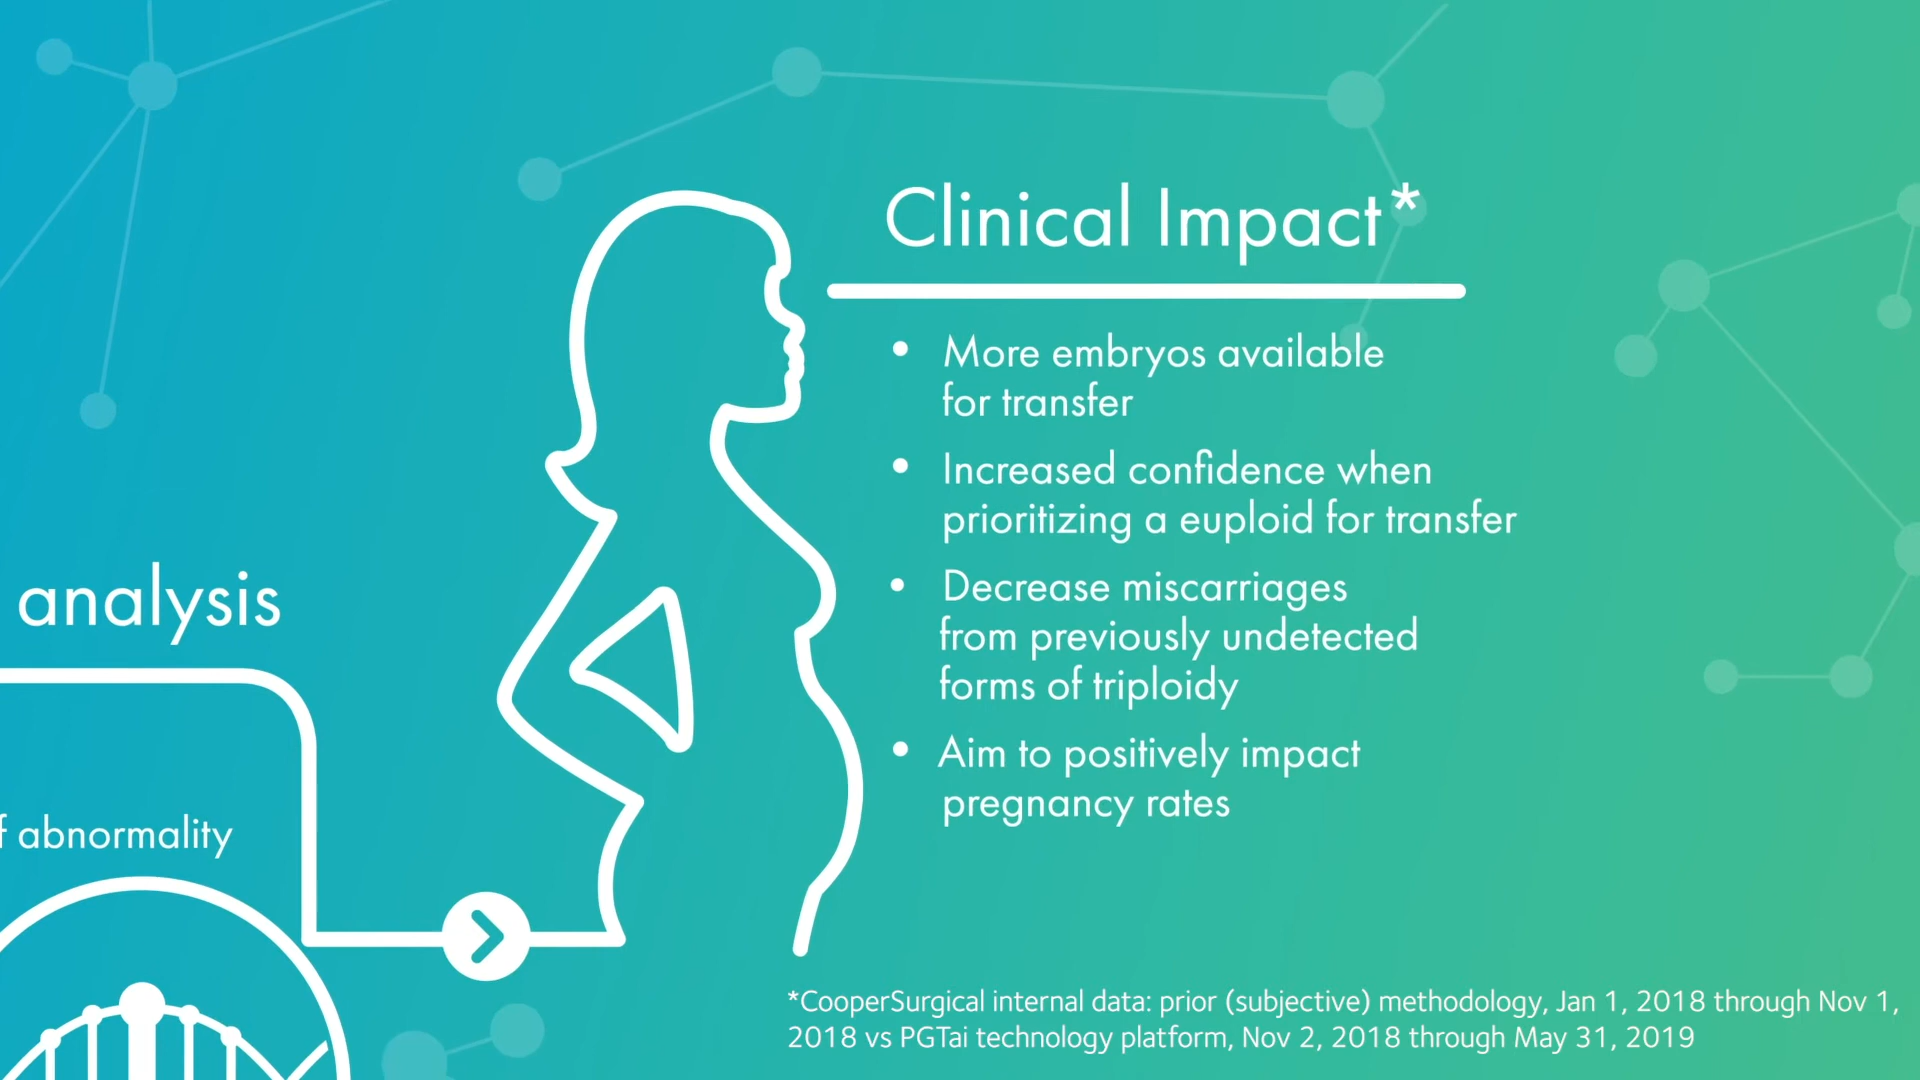 Clinical Impact*
• More embryos available
for transfer
• Increased confidence when
prioritizing a euploid for transfer
• Decrease miscarriages
from previously undetected
forms of triploidy
• Aim to positively impact
pregnancy rates
analysis
f abnormality
*CooperSurgical internal data: prior (subjective) methodology, Jan 1, 2018 through Nov 1,
2018 vs PGTai technology platform, Nov 2, 2018 through May 31, 2019